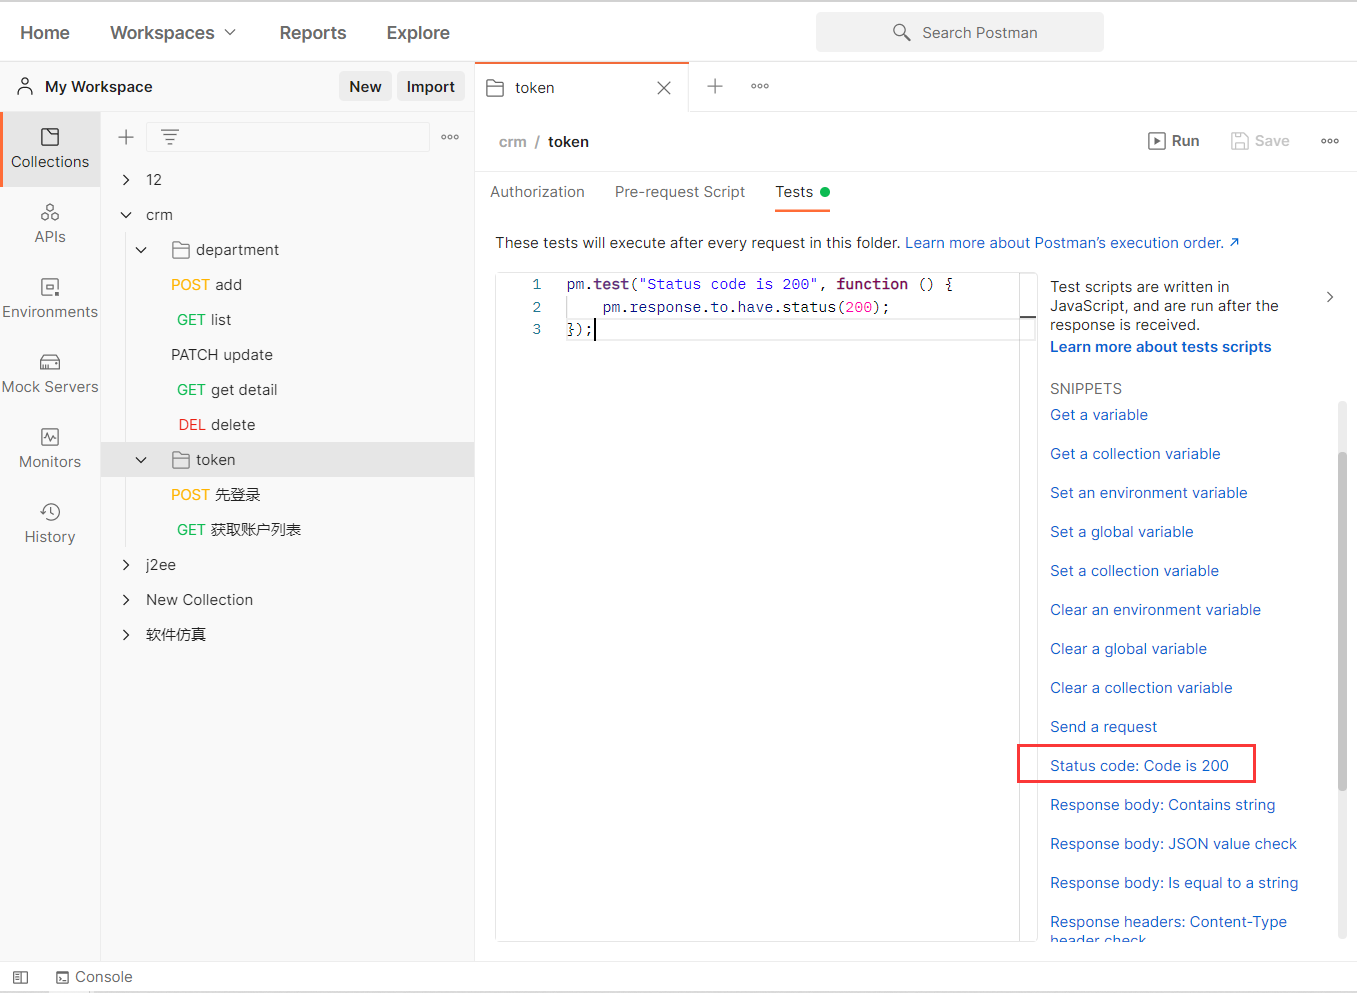 Home Workspaces Reports Explore Search Postman
My Workspace New Import
token
Collections
APIs
Environments
Mock Servers
Monitors
History
12
crm
department
POST add
GET list
PATCH update
GET get detail
DEL delete
token
POST 先登录
GET 获取账户列表
j2ee
New Collection
软件仿真
crm / token Run Save
Authorization Pre-request Script Tests
These tests will execute after every request in this folder. Learn more about Postman’s execution order. ↗
1 pm.test("Status code is 200", function () {
2 pm.response.to.have.status(200);
3 });
Test scripts are written in
JavaScript, and are run after the
response is received.
Learn more about tests scripts
SNIPPETS
Get a variable
Get a collection variable
Set an environment variable
Set a global variable
Set a collection variable
Clear an environment variable
Clear a global variable
Clear a collection variable
Send a request
Status code: Code is 200
Response body: Contains string
Response body: JSON value check
Response body: Is equal to a string
Response headers: Content-Type
header check
Console